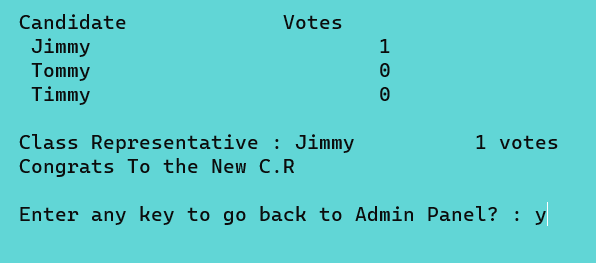 Candidate Votes
Jimmy 1
Tommy 0
Timmy 0
Class Representative : Jimmy 1 votes
Congrats To the New C.R
Enter any key to go back to Admin Panel? : y